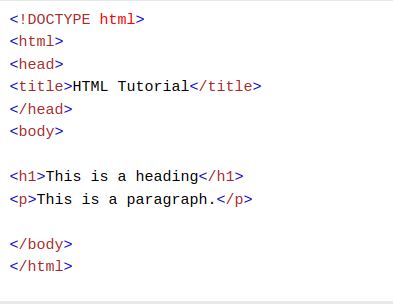 <!DOCTYPE html>
<html>
<head>
<title>HTML Tutorial</title>
</head>
<body>
<h1>This is a heading</h1>
<p>This is a paragraph.</p>
</body>
</html>